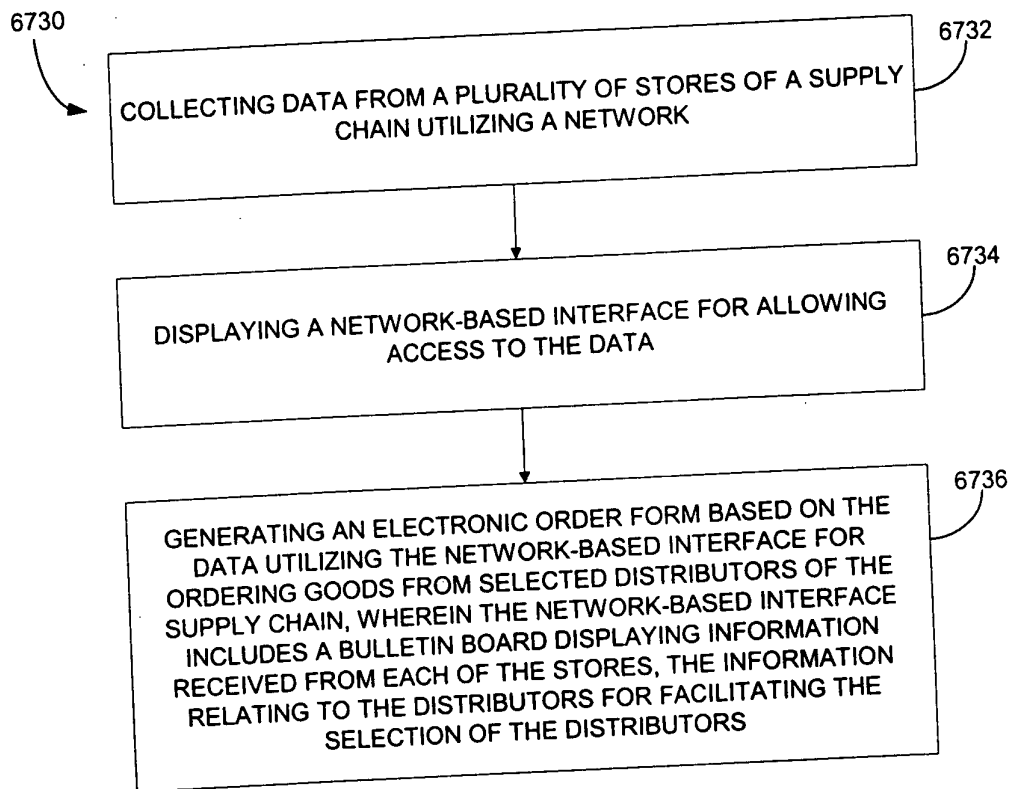 6730
6732
COLLECTING DATA FROM A PLURALITY OF STORES OF A SUPPLY
CHAIN UTILIZING A NETWORK
6734
DISPLAYING A NETWORK-BASED INTERFACE FOR ALLOWING
ACCESS TO THE DATA
6736
GENERATING AN ELECTRONIC ORDER FORM BASED ON THE
DATA UTILIZING THE NETWORK-BASED INTERFACE FOR
ORDERING GOODS FROM SELECTED DISTRIBUTORS OF THE
SUPPLY CHAIN, WHEREIN THE NETWORK-BASED INTERFACE
INCLUDES A BULLETIN BOARD DISPLAYING INFORMATION
RECEIVED FROM EACH OF THE STORES, THE INFORMATION
RELATING TO THE DISTRIBUTORS FOR FACILITATING THE
SELECTION OF THE DISTRIBUTORS